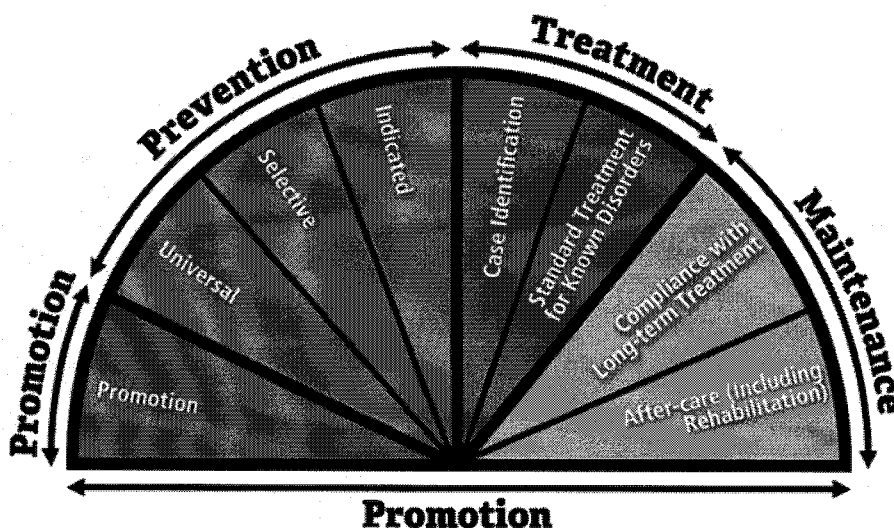 Prevention
Treatment
Promotion
Maintenance
Promotion
Universal
Selective
Indicated
Case Identification
Standard Treatment
for Known Disorders
Compliance with
Long-term Treatment
After-care (Including
Rehabilitation)
Promotion